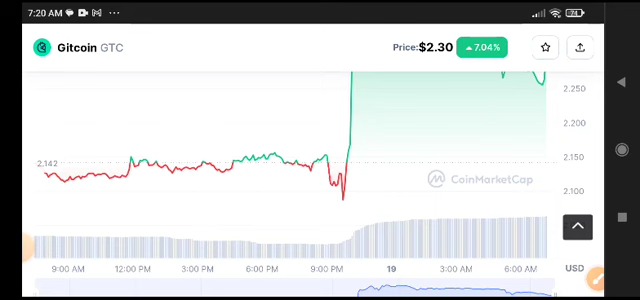 7:20 AM ...
74
Gitcoin GTC
Price: $2.30 7.04%
2.250
2.200
2,142
2.150
2.100
CoinMarketCap
9:00 AM 12:00 PM 3:00 PM 6:00 PM 9:00 PM 19 3:00 AM 6:00 AM USD